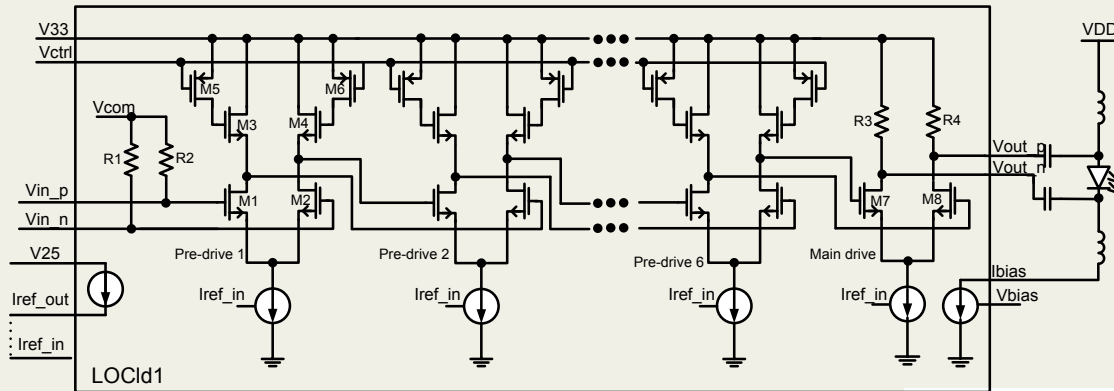 V33
VDD
Vctrl
M5
M6
Vcom
M3
M4
R3
R4
R1
R2
Vout_p
Vout_n
Vin_p
M1
M2
M7
M8
Vin_n
V25
Pre-drive 1
Pre-drive 2
Pre-drive 6
Main drive
Ibias
Iref_out
Iref_in
Iref_in
Iref_in
Iref_in
Vbias
Iref_in
LOCld1